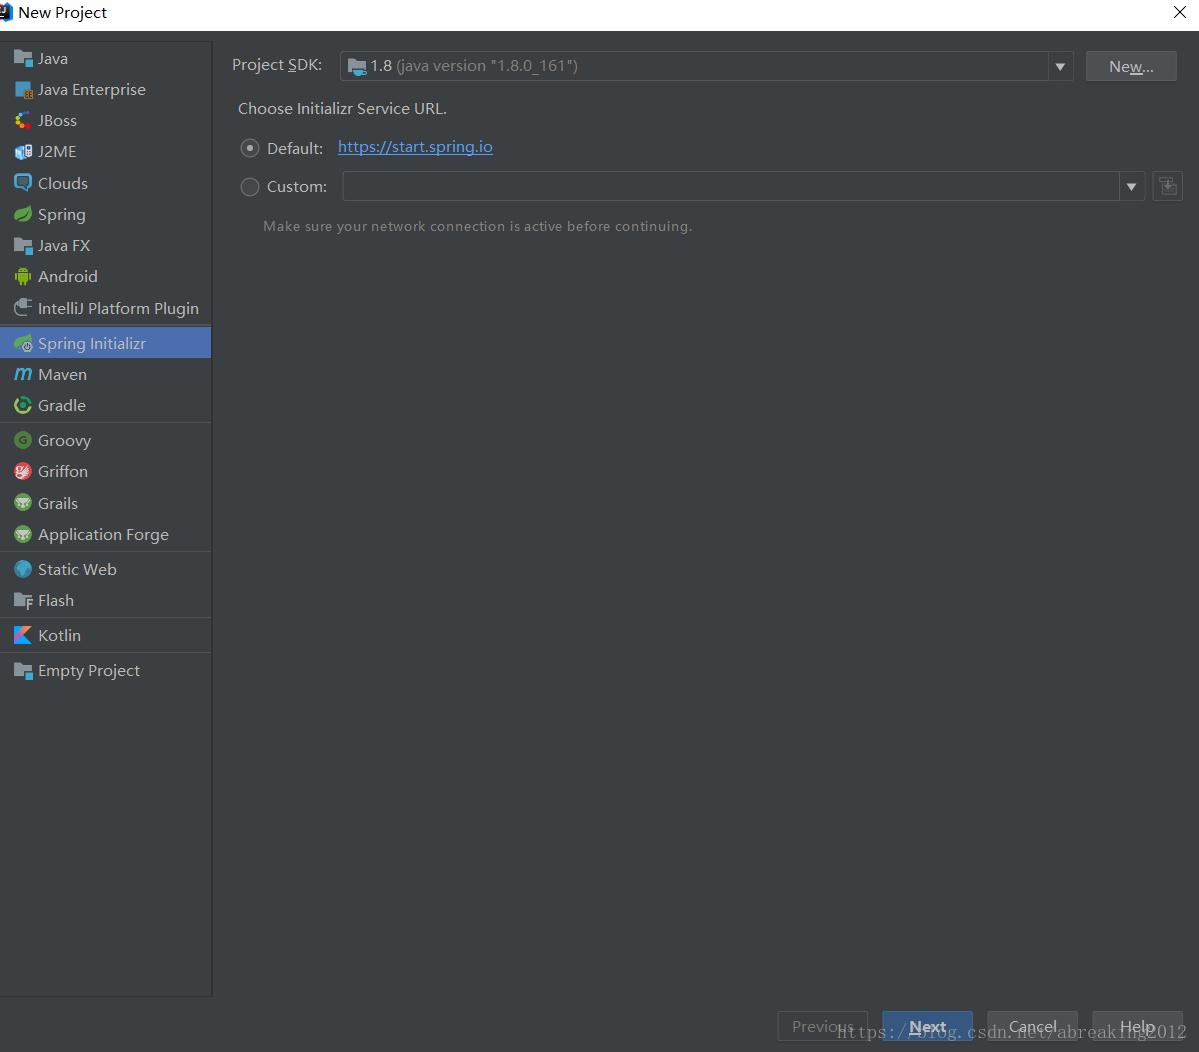 New Project
Java
Java Enterprise
JBoss
J2ME
Clouds
Spring
Java FX
Android
IntelliJ Platform Plugin
Spring Initializr
Maven
Gradle
Groovy
Griffon
Grails
Application Forge
Static Web
Flash
Kotlin
Empty Project
Project SDK: 1.8 (java version "1.8.0_161") New...
Choose Initializr Service URL.
Default: https://start.spring.io
Custom:
Make sure your network connection is active before continuing.
Previous Next Cancel Help
https://blog.csdn.net/abreaking2012